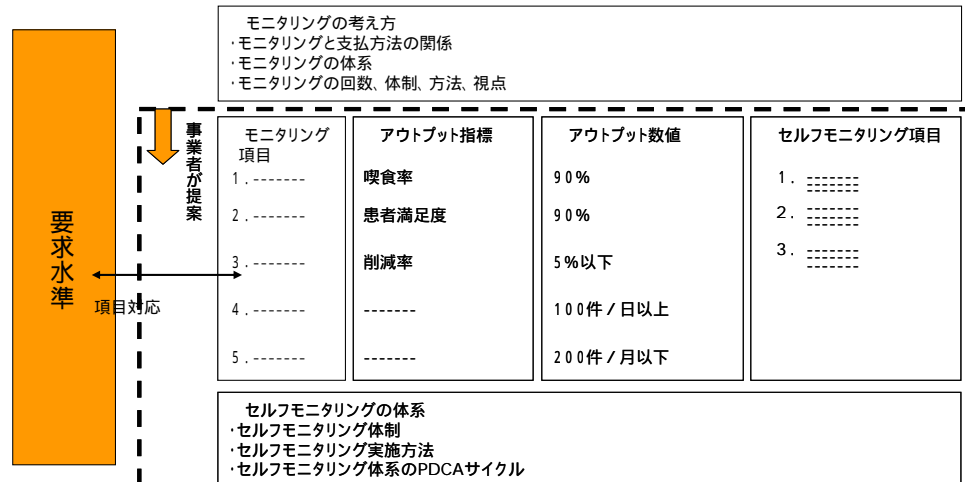 モニタリングの考え方
･モニタリングと支払方法の関係
･モニタリングの体系
･モニタリングの回数、体制、方法、視点
要求水準
事業者が提案
項目対応
モニタリング
項目
1.-------
2.-------
3.-------
4.-------
5.-------
アウトプット指標
喫食率
患者満足度
削減率
-------
-------
アウトプット数値
90%
90%
5%以下
100件/日以上
200件/月以下
セルフモニタリング項目
1.
2.
3.
セルフモニタリングの体系
･セルフモニタリング体制
･セルフモニタリング実施方法
･セルフモニタリング体系のPDCAサイクル